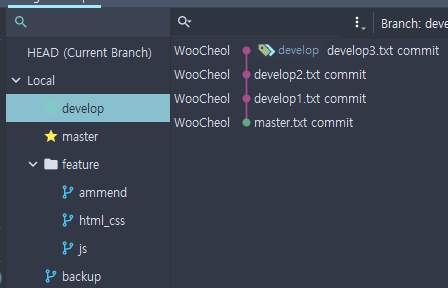 Branch: deve
HEAD (Current Branch)
WooCheol develop develop3.txt commit
Local
WooCheol develop2.txt commit
develop
WooCheol develop1.txt commit
master
WooCheol master.txt commit
feature
ammend
html_css
js
backup